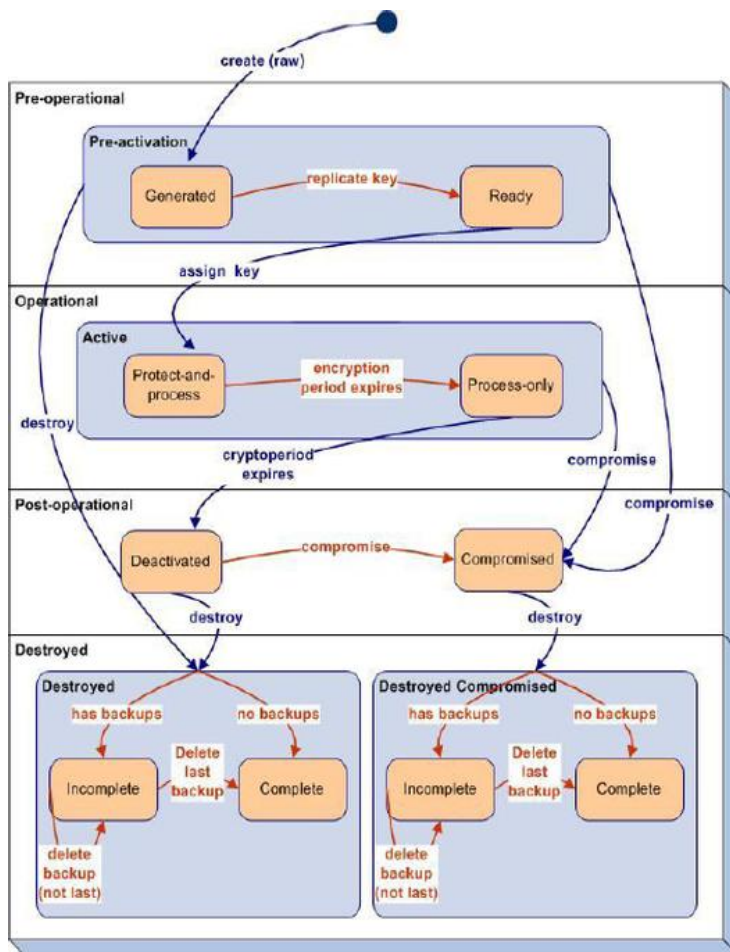 create (raw)
Pre-operational
Pre-activation
Generated
replicate key
Ready
assign key
Operational
Active
Protect-and-
process
encryption
period expires
Process-only
destroy
cryptoperiod
expires
compromise
compromise
Post-operational
Deactivated
compromise
Compromised
destroy
destroy
Destroyed
Destroyed
has backups
no backups
Incomplete
Delete
last
backup
Complete
delete
backup
(not last)
Destroyed Compromised
has backups
no backups
Incomplete
Delete
last
backup
Complete
delete
backup
(not last)